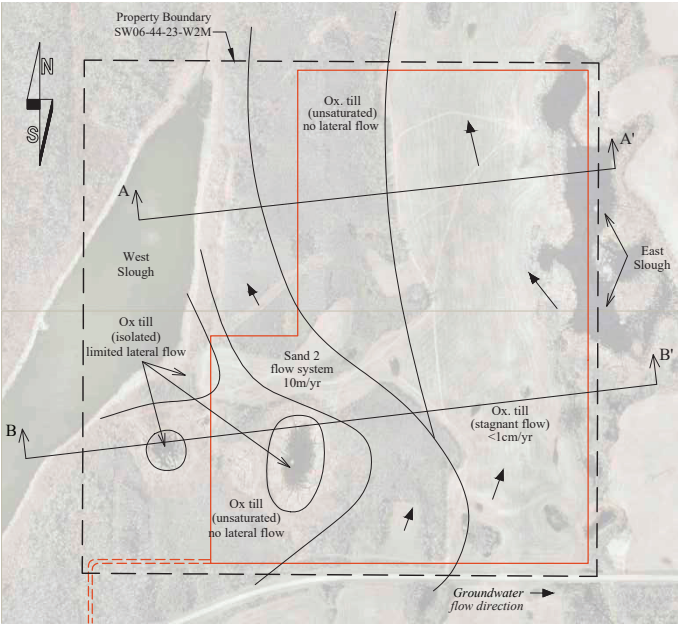 Property Boundary
SW06-44-23-W2M
N
S
Ox. till
(unsaturated)
no lateral flow
A
A'
West
Slough
East
Slough
Ox till
(isolated)
limited lateral flow
Sand 2
flow system
10m/yr
B'
B
Ox. till
(stagnant flow)
<1cm/yr
Ox till
(unsaturated)
no lateral flow
Groundwater
flow direction